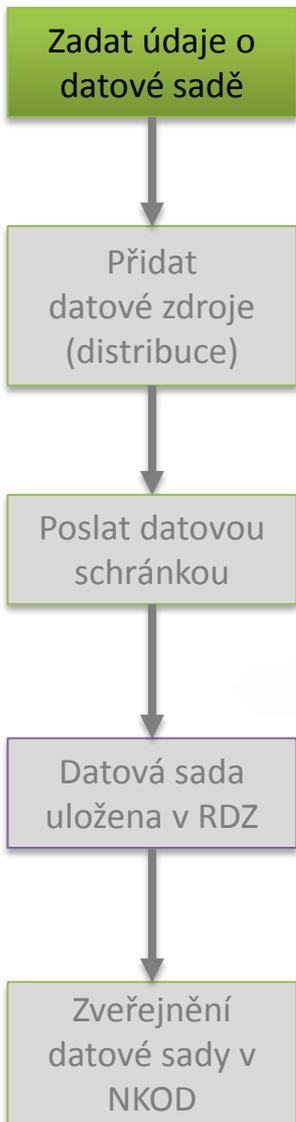 Zadat údaje o
datové sadě
Přidat
datové zdroje
(distribuce)
Poslat datovou
schránkou
Datová sada
uložena v RDZ
Zveřejnění
datové sady v
NKOD